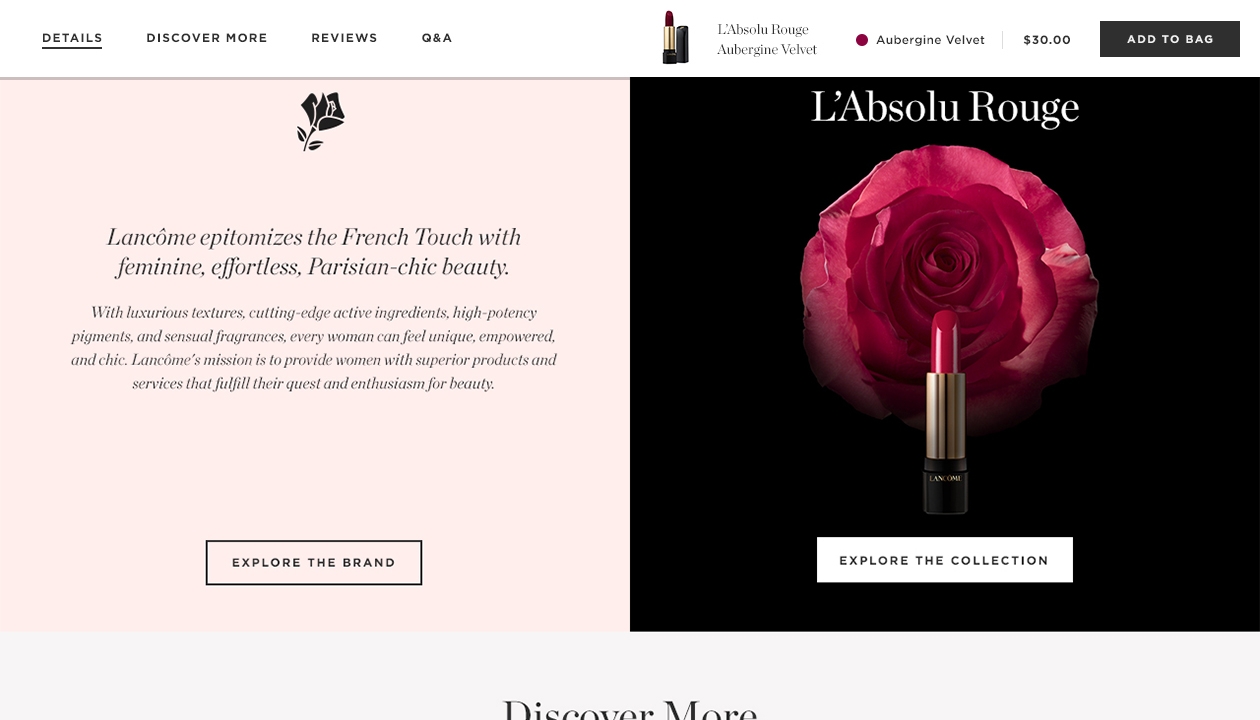 DETAILS
DISCOVER MORE
REVIEWS
Q&A
L'Absolu Rouge
Aubergine Velvet
Aubergine Velvet
$30.00
ADD TO BAG
Lancôme epitomizes the French Touch with
feminine, effortless, Parisian-chic beauty.
With luxurious textures, cutting-edge active ingredients, high-potency
pigments, and sensual fragrances, every woman can feel unique, empowered,
and chic. Lancôme's mission is to provide women with superior products and
services that fulfill their quest and enthusiasm for beauty.
EXPLORE THE BRAND
L'Absolu Rouge
LANCÔME
EXPLORE THE COLLECTION
Discover More